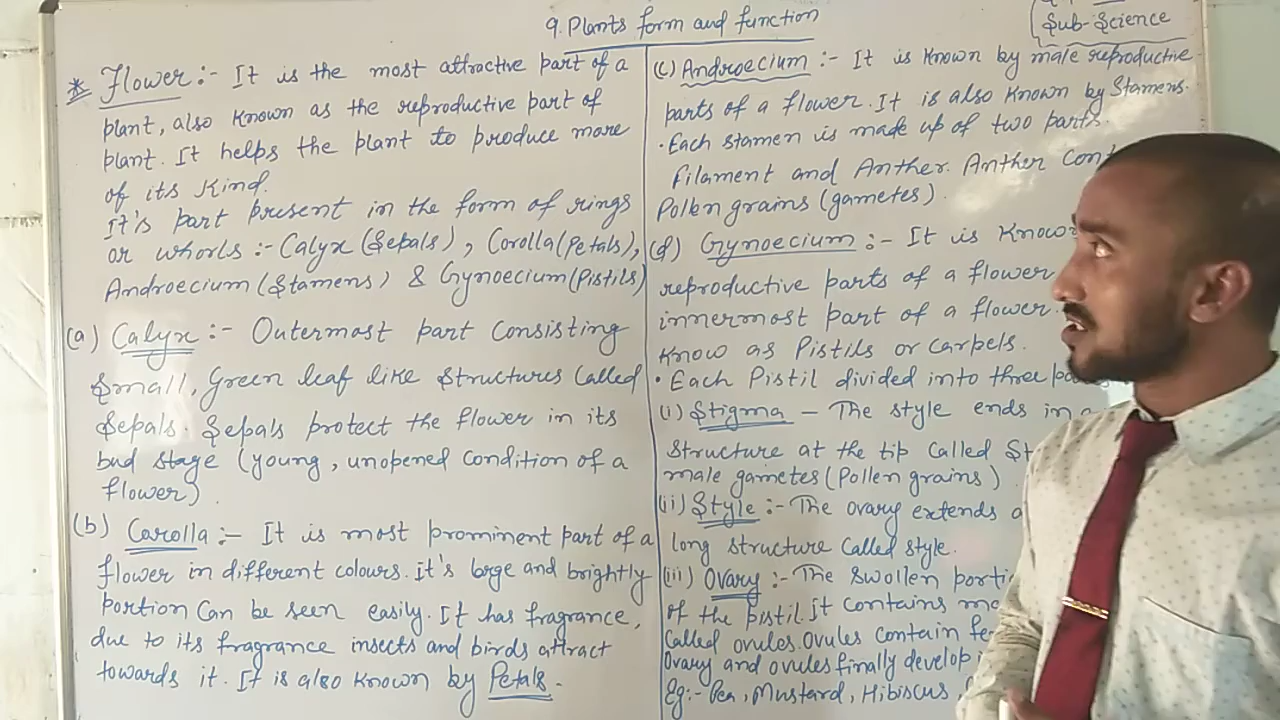 9. Plants form and function
Sub-Science
* Flower:- It is the most attractive part of a
plant, also known as the reproductive part of
plant. It helps the plant to produce more
of its kind.
It's part present in the form of rings
or whorls:- Calyx (Sepals), Corolla (Petals),
Androecium (Stamens) & Gynoecium (Pistils)
(a) Calyx:- Outermost part consisting
small, Green leaf like structures called
Sepals. Sepals protect the flower in its
bud stage (young, unopened condition of a
flower)
(b) Carolla:- It is most prominent part of a
flower in different colours. it's large and brightly
portion can be seen easily. It has fragrance,
due to its fragrance insects and birds attract
towards it. It is also known by Petals.
(c) Androecium:- It is known by male reproductive
parts of a flower. It is also known by Stamens.
• Each stamen is made up of two parts.
Filament and Anther. Anther
Pollen grains (gametes).
(d) Gynoecium:- It is
reproductive parts of a flower
innermost part of a flower.
know as Pistils or carpels.
• Each Pistil divided into three
(i) Stigma - The style ends in a
structure at the tip called
male gametes (Pollen grains)
(ii) Style:- The ovary extends
long structure called style.
(iii) Ovary:- The swollen
of the pistil. It contains
called ovules. Ovules contain
Ovary and ovules finally develop
Eg:- Pea, Mustard, Hibiscus,